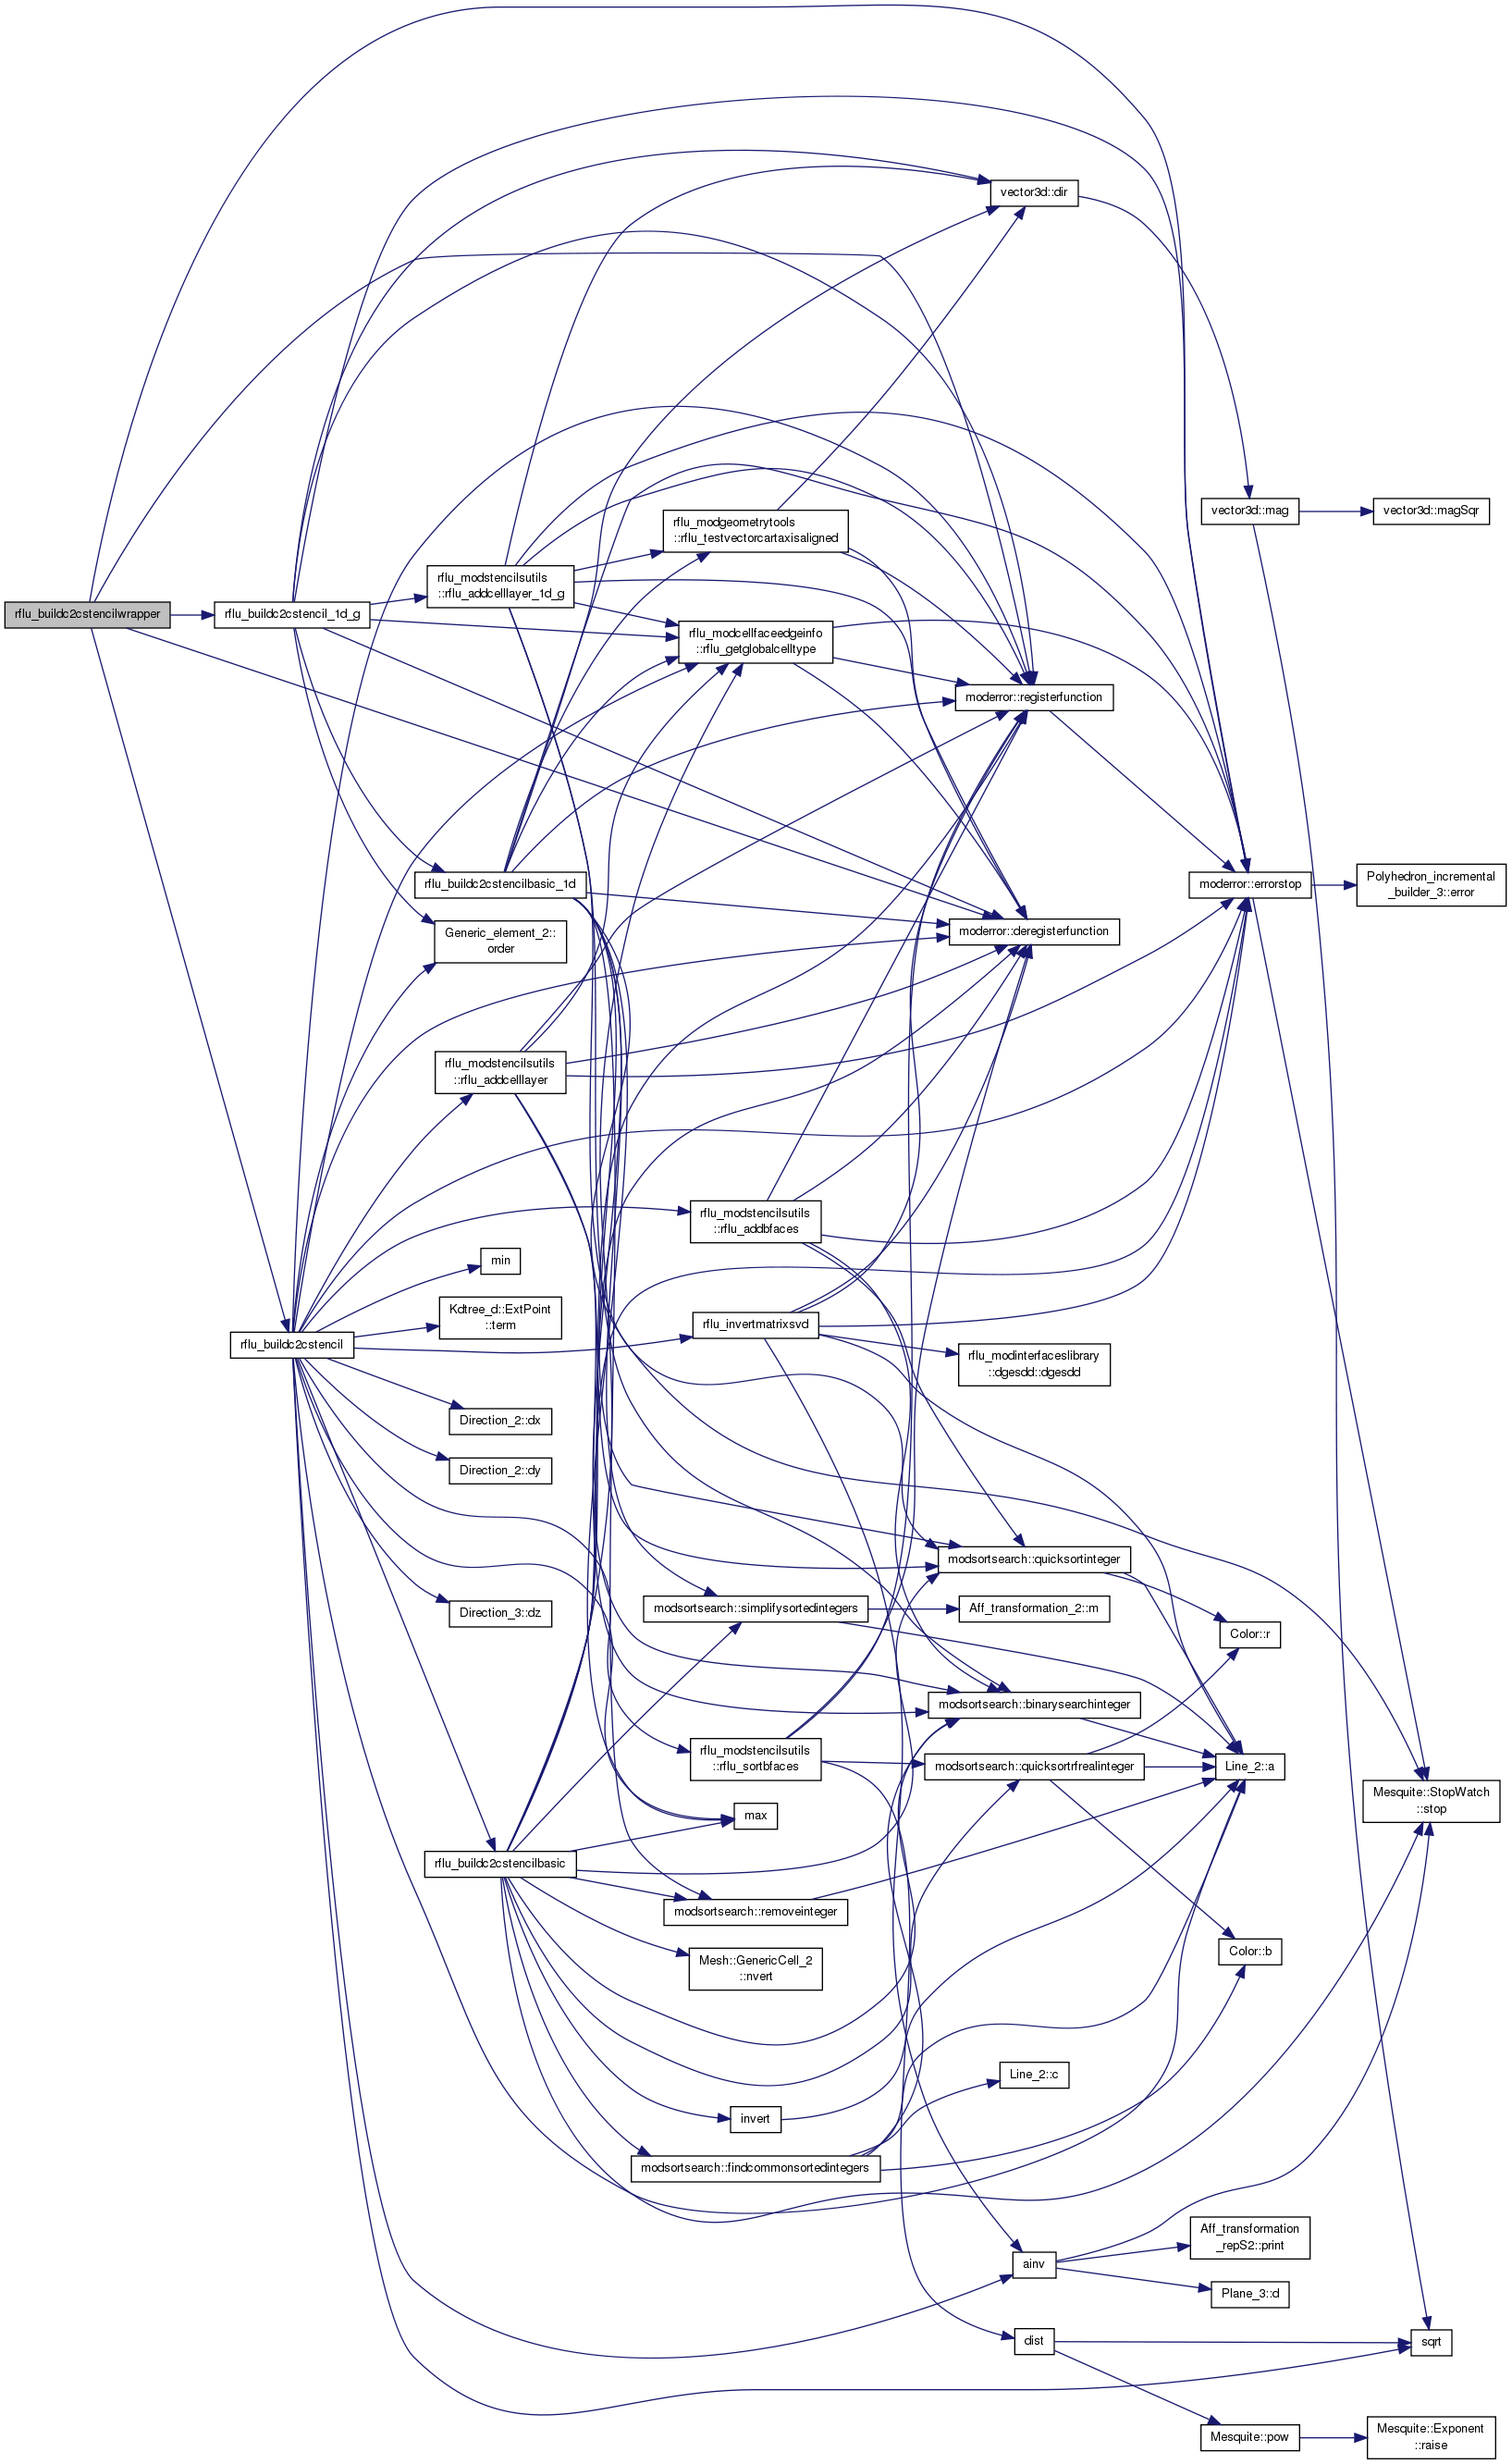 vector3d::dir
rflu_modgeometrytools
::rflu_testvectorcartaxisaligned
vector3d::mag
vector3d::magSqr
rflu_modstencilsutils
::rflu_addcelllayer_1d_g
rflu_buildc2cstencilwrapper
rflu_buildc2cstencil_1d_g
rflu_modcellfaceedgeinfo
::rflu_getglobalcelltype
moderror::registerfunction
rflu_buildc2cstencilbasic_1d
moderror::errorstop
Polyhedron_incremental
_builder_3::error
Generic_element_2::
order
moderror::deregisterfunction
rflu_modstencilsutils
::rflu_addcelllayer
rflu_modstencilsutils
::rflu_addbfaces
min
Kdtree_d::ExtPoint
::term
rflu_buildc2cstencil
rflu_invertmatrixsvd
rflu_modinterfaceslibrary
::dgesdd::dgesdd
Direction_2::dx
Direction_2::dy
modsortsearch::quicksortinteger
Direction_3::dz
modsortsearch::simplifysortedintegers
Aff_transformation_2::m
Color::r
modsortsearch::binarysearchinteger
rflu_modstencilsutils
::rflu_sortbfaces
modsortsearch::quicksortrfrealinteger
Line_2::a
Mesquite::StopWatch
::stop
max
rflu_buildc2cstencilbasic
modsortsearch::removeinteger
Mesh::GenericCell_2
::nvert
Color::b
Line_2::c
invert
modsortsearch::findcommonsortedintegers
Aff_transformation
_repS2::print
ainv
Plane_3::d
dist
sqrt
Mesquite::pow
Mesquite::Exponent
::raise